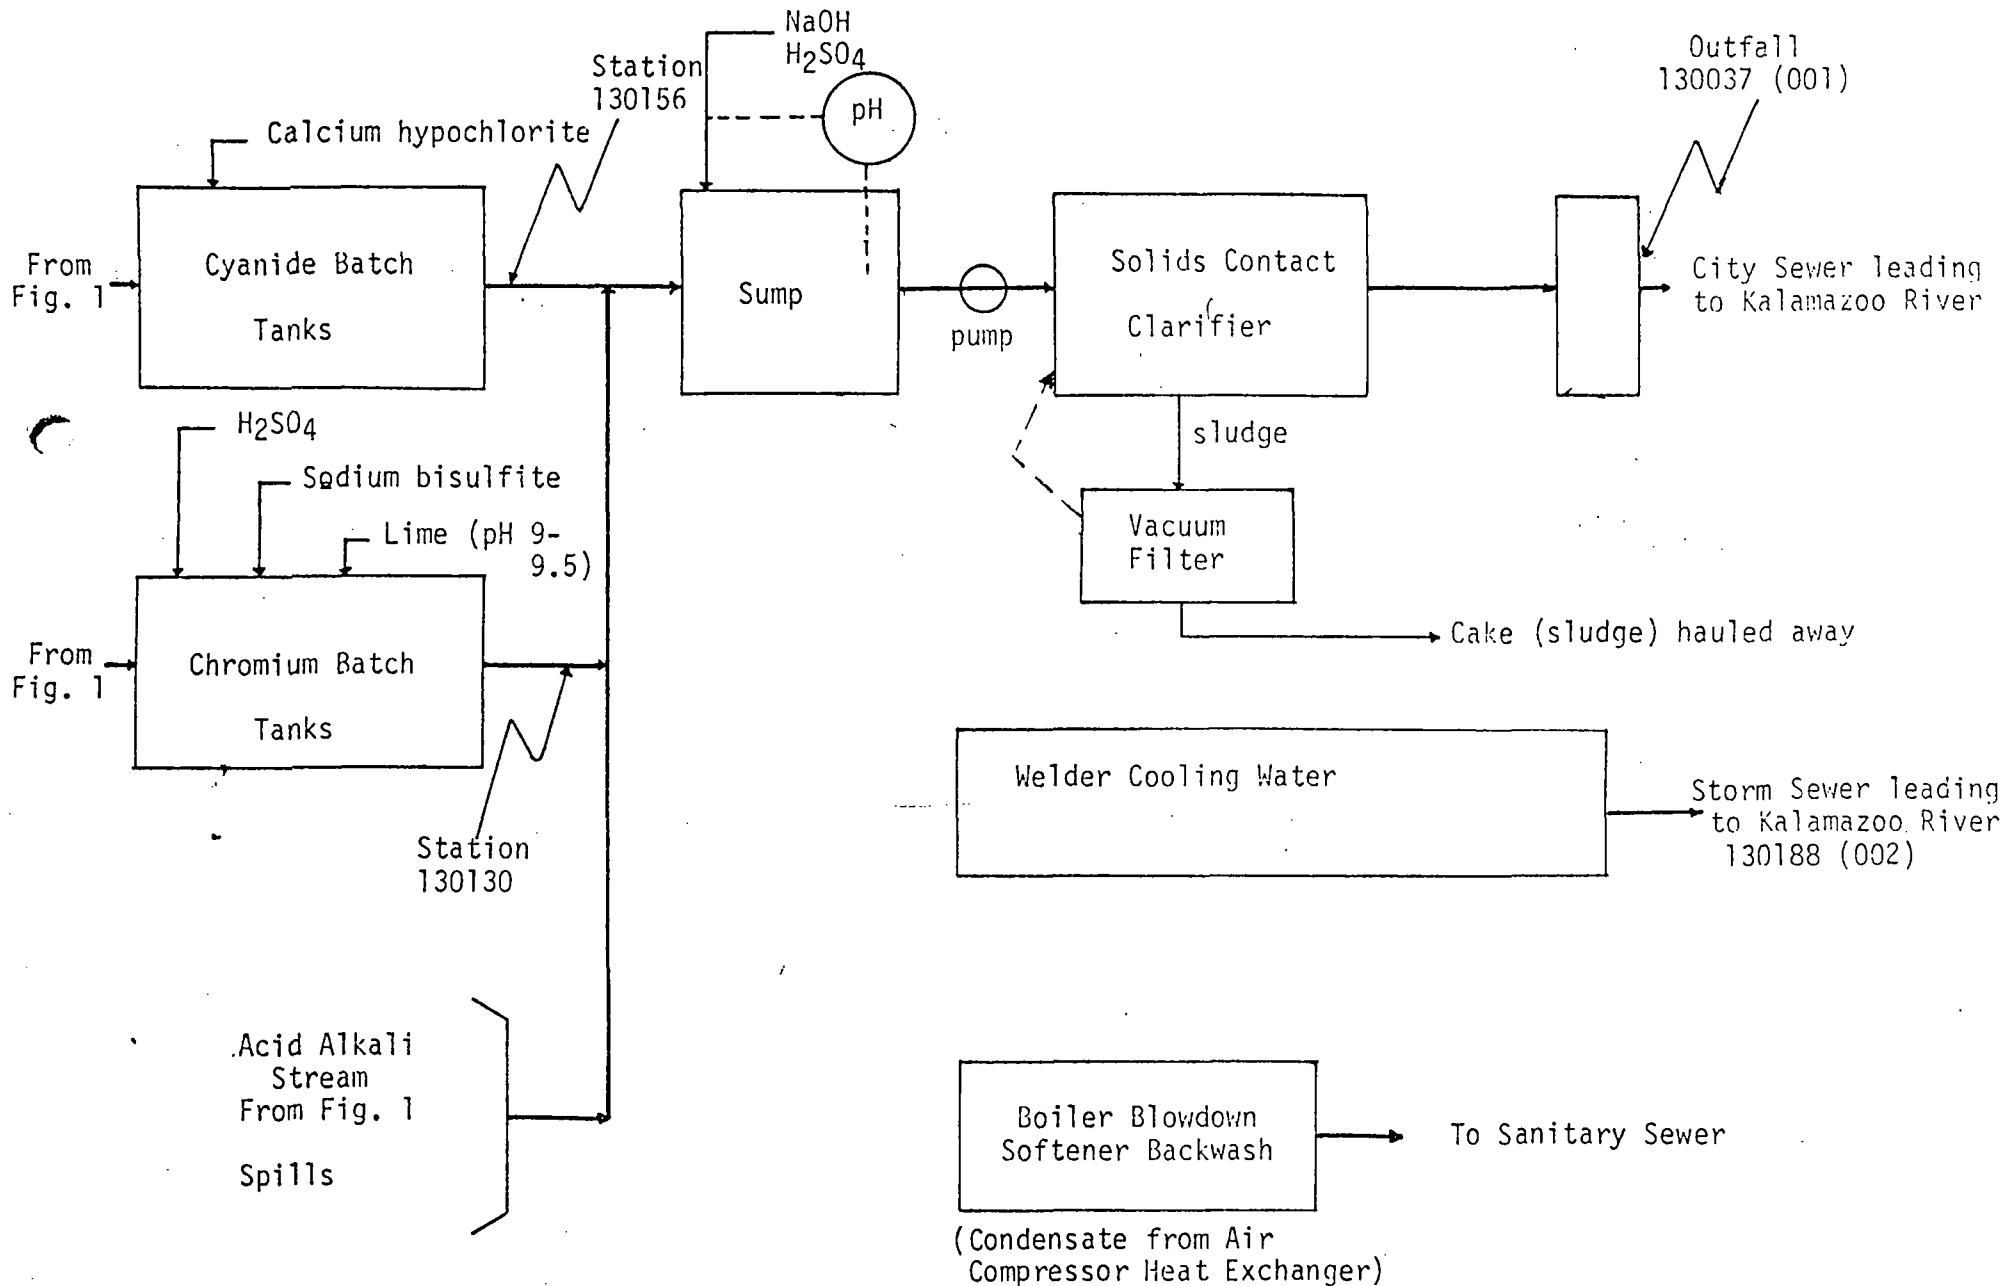 NaOH
H2SO4
Station
130156
pH
Outfall
130037 (001)
Calcium hypochlorite
From
Fig. 1
Cyanide Batch
Tanks
Sump
pump
Solids Contact
Clarifier
City Sewer leading
to Kalamazoo River
H2SO4
Sodium bisulfite
Lime (pH 9-
9.5)
sludge
Vacuum
Filter
Cake (sludge) hauled away
From
Fig. 1
Chromium Batch
Tanks
Station
130130
Welder Cooling Water
Storm Sewer leading
to Kalamazoo River
130188 (002)
Acid Alkali
Stream
From Fig. 1
Spills
Boiler Blowdown
Softener Backwash
To Sanitary Sewer
(Condensate from Air
Compressor Heat Exchanger)